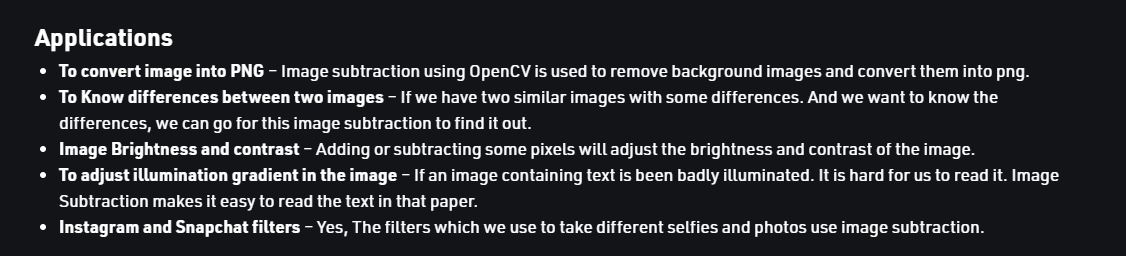 Applications
• To convert image into PNG – Image subtraction using OpenCV is used to remove background images and convert them into png.
• To Know differences between two images – If we have two similar images with some differences. And we want to know the
differences, we can go for this image subtraction to find it out.
• Image Brightness and contrast – Adding or subtracting some pixels will adjust the brightness and contrast of the image.
• To adjust illumination gradient in the image – If an image containing text is been badly illuminated. It is hard for us to read it. Image
Subtraction makes it easy to read the text in that paper.
• Instagram and Snapchat filters – Yes, The filters which we use to take different selfies and photos use image subtraction.